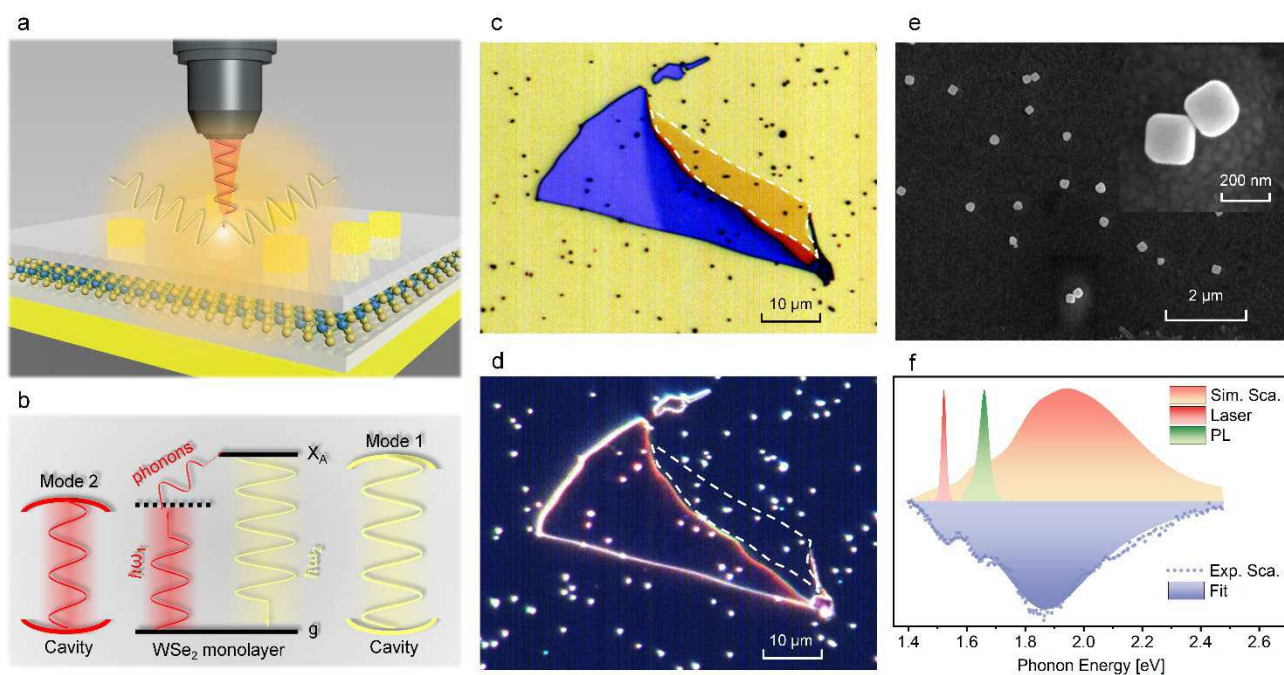 a
b
Mode 2
Cavity
phonons
ħω₁
X_A
ħω₂
g
WSe₂ monolayer
Mode 1
Cavity
c
10 μm
d
10 μm
e
200 nm
2 μm
f
Sim. Sca.
Laser
PL
Exp. Sca.
Fit
1.4 1.6 1.8 2.0 2.2 2.4 2.6
Phonon Energy [eV]